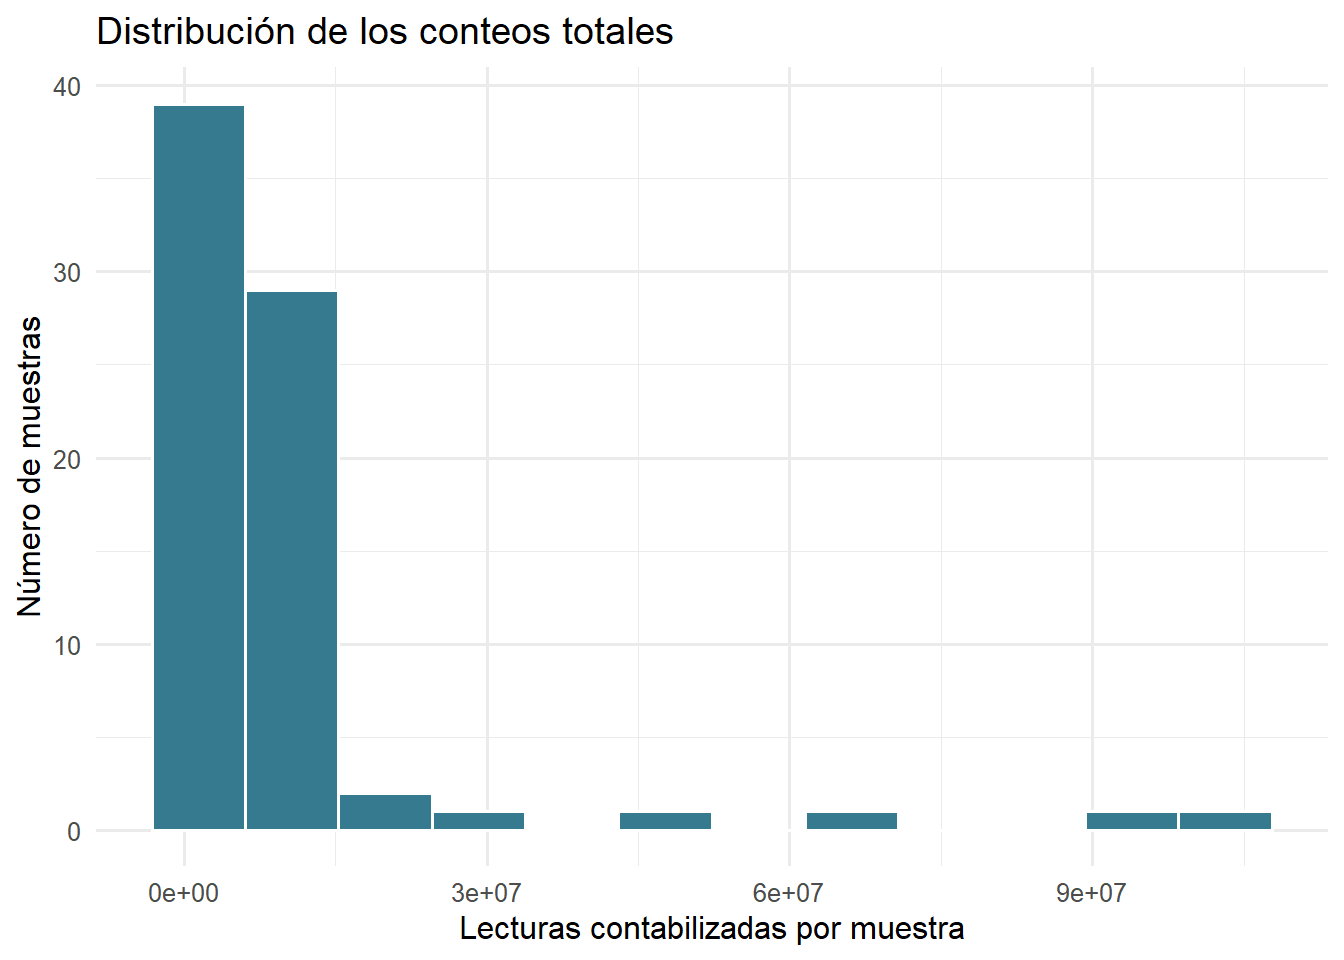 Distribución de los conteos totales
Número de muestras
40
30
20
10
0
0e+00 3e+07 6e+07 9e+07
Lecturas contabilizadas por muestra